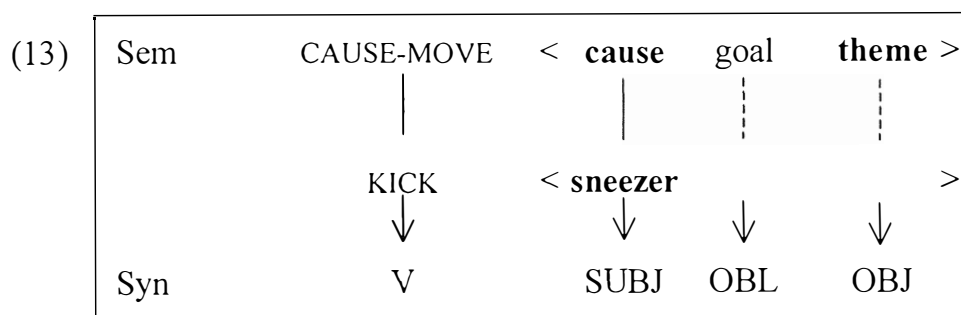 (13) Sem CAUSE-MOVE < cause goal theme >
KICK < sneezer >
Syn V SUBJ OBL OBJ